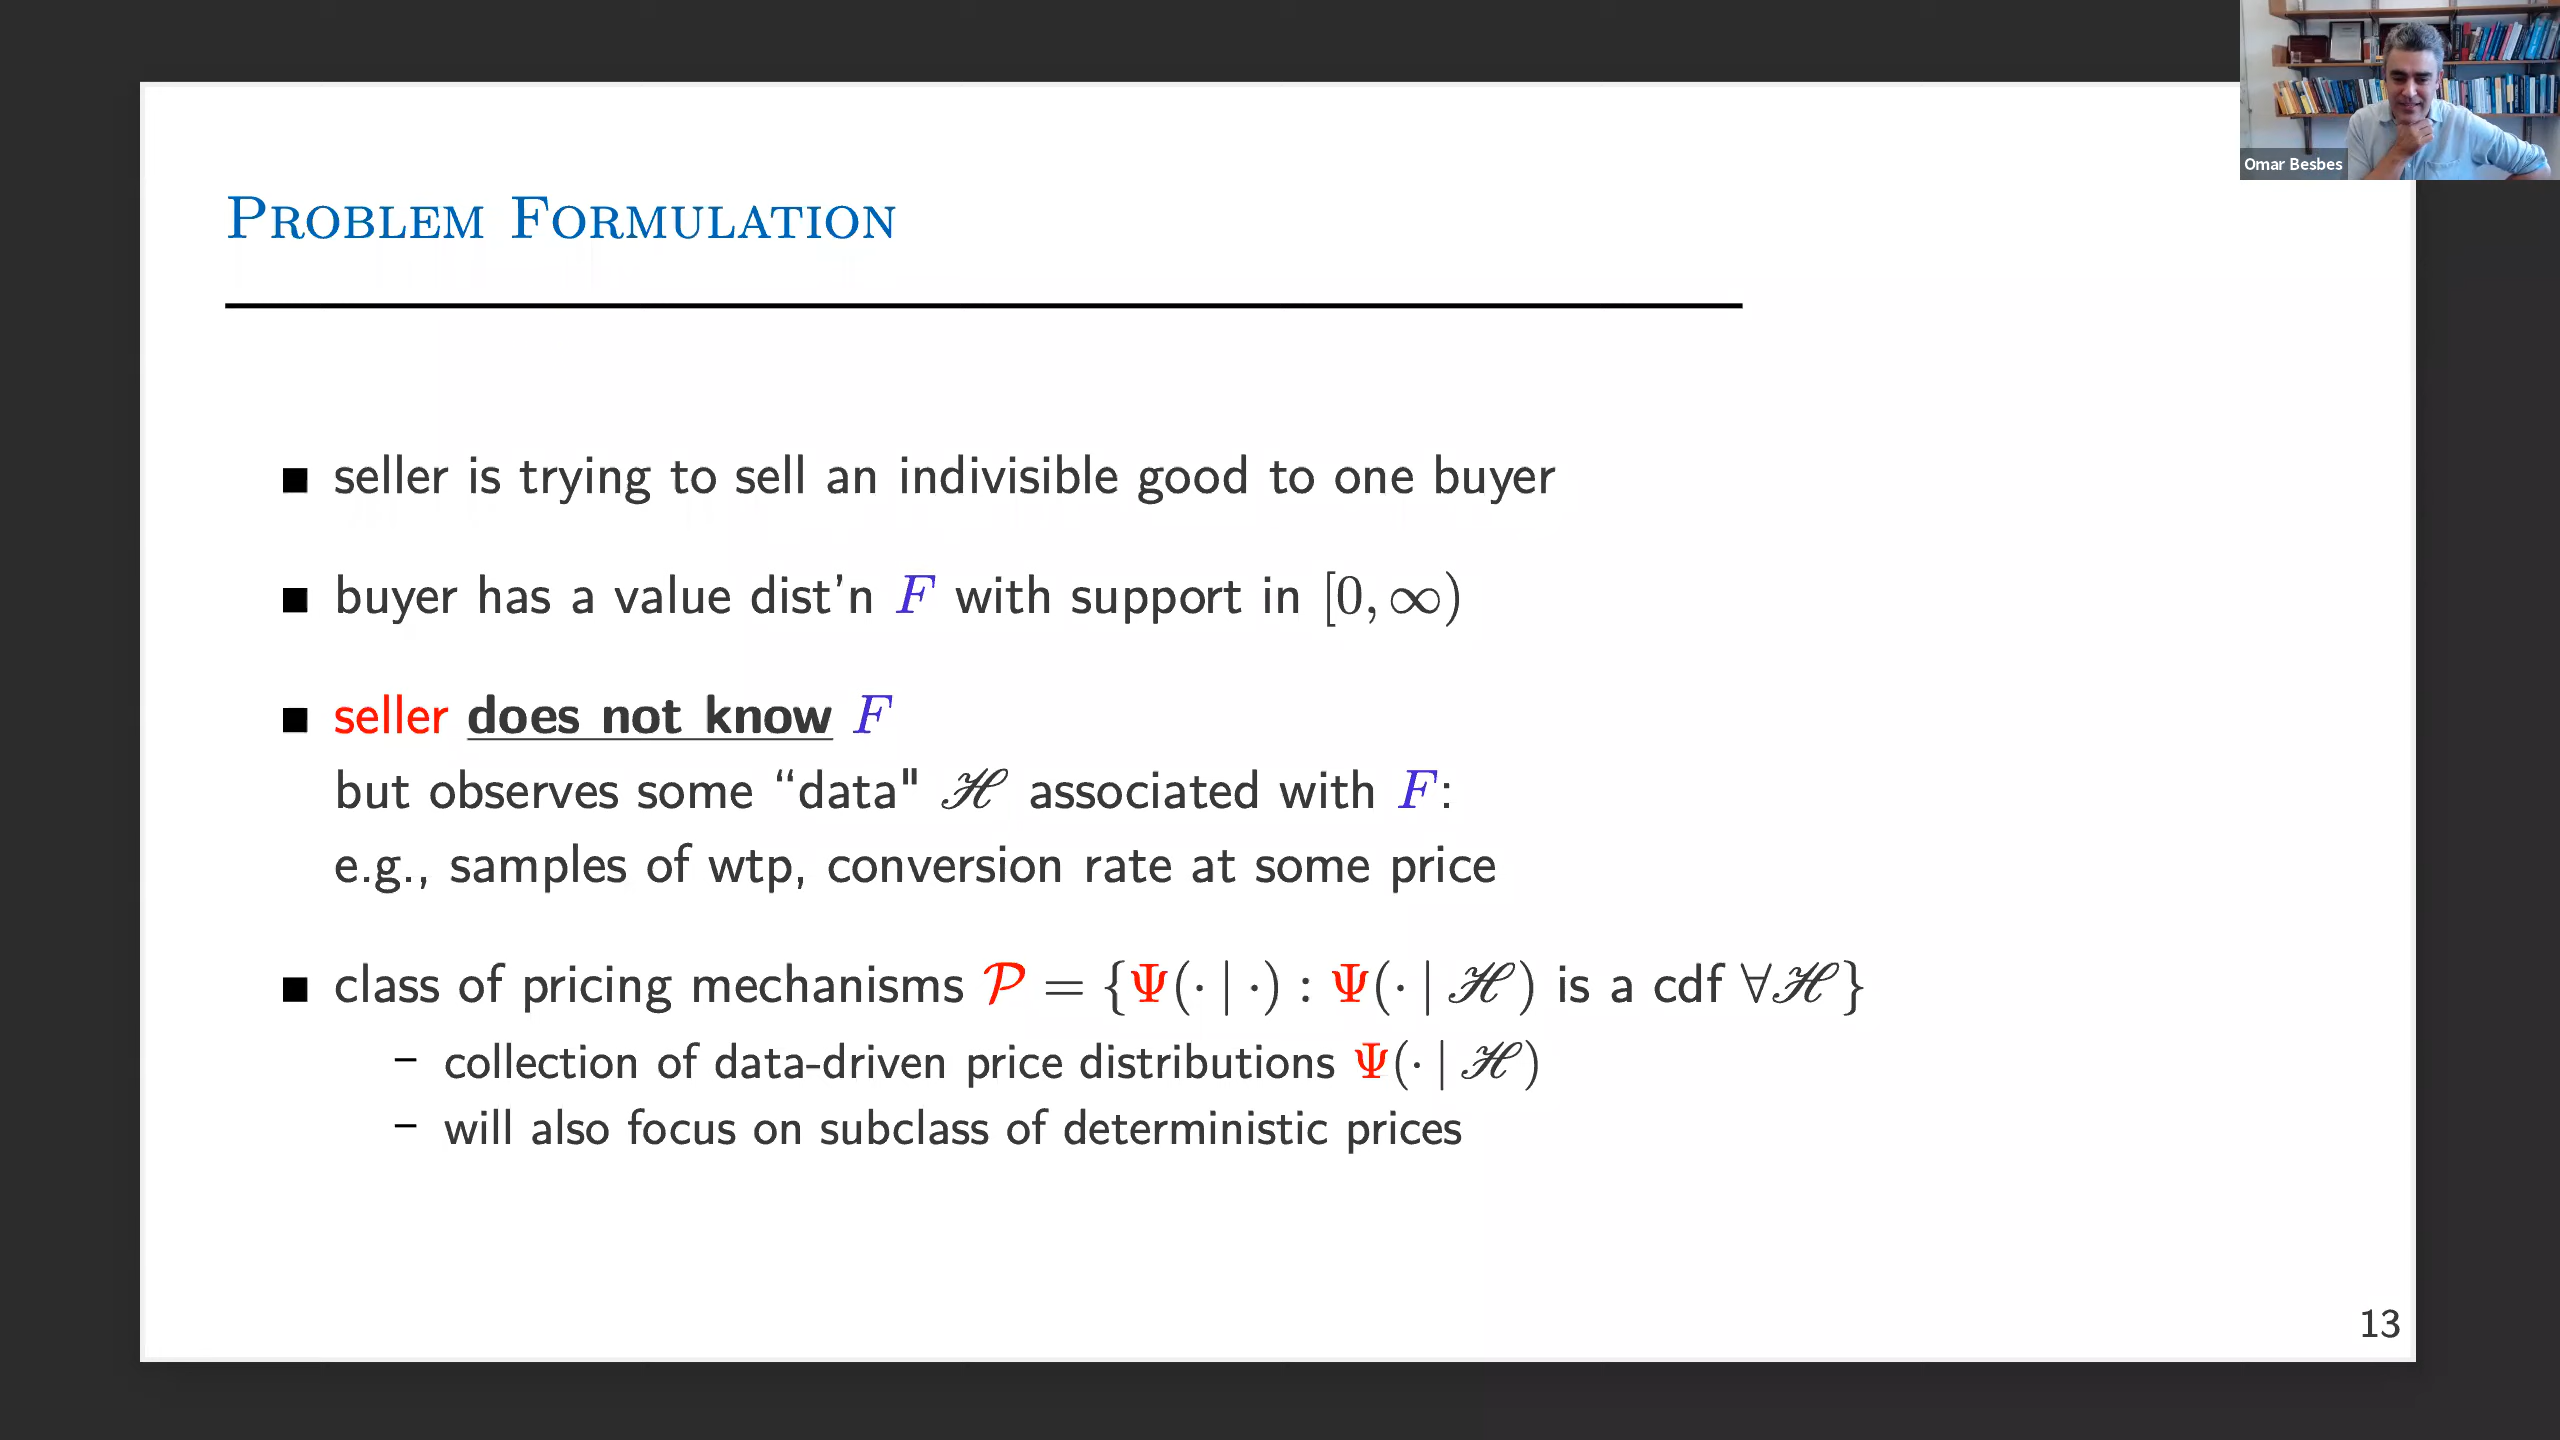 Omar Besbes
PROBLEM FORMULATION
■ seller is trying to sell an indivisible good to one buyer
■ buyer has a value dist'n F with support in [0, ∞)
■ seller does not know F
but observes some “data" ℋ associated with F:
e.g., samples of wtp, conversion rate at some price
■ class of pricing mechanisms 𝒫 = {Ψ(· | ·) : Ψ(· | ℋ) is a cdf ∀ℋ}
– collection of data-driven price distributions Ψ(· | ℋ)
– will also focus on subclass of deterministic prices
13